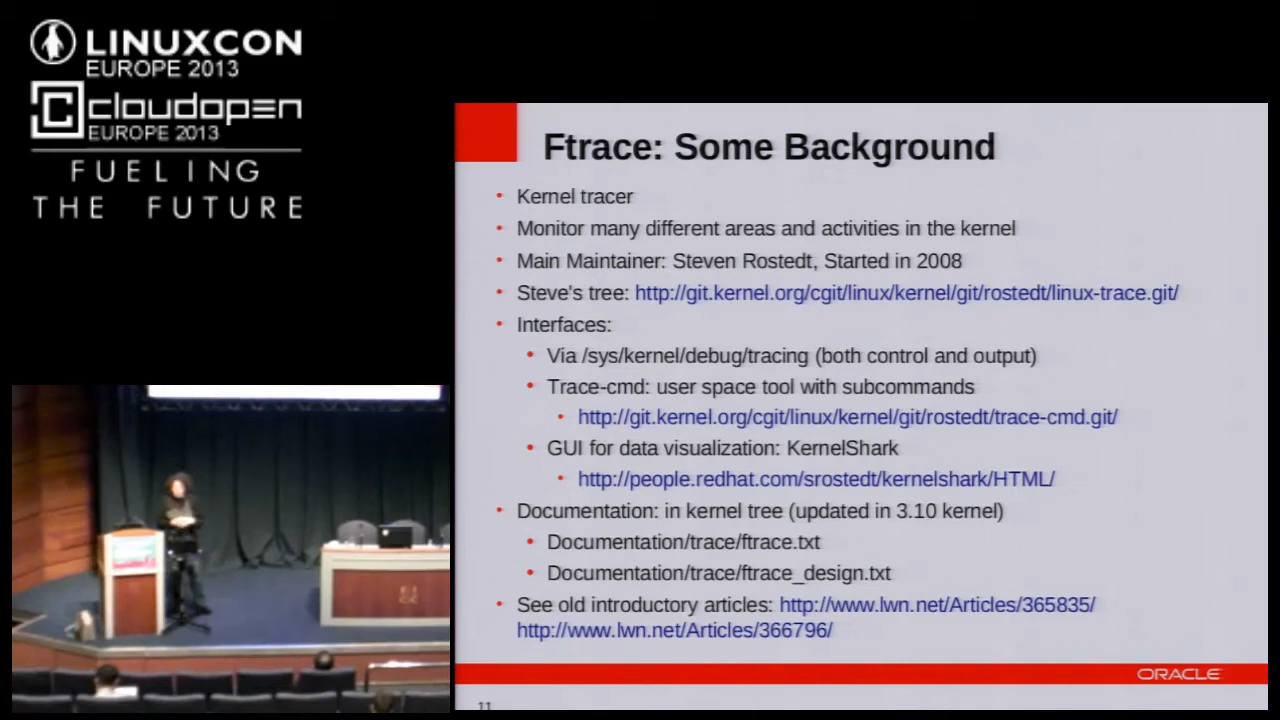 LINUXCON
EUROPE 2013
cloudopen
EUROPE 2013
FUELING
THE FUTURE
Ftrace: Some Background
• Kernel tracer
• Monitor many different areas and activities in the kernel
• Main Maintainer: Steven Rostedt, Started in 2008
• Steve's tree: http://git.kernel.org/cgit/linux/kernel/git/rostedt/linux-trace.git/
• Interfaces:
• Via /sys/kernel/debug/tracing (both control and output)
• Trace-cmd: user space tool with subcommands
• http://git.kernel.org/cgit/linux/kernel/git/rostedt/trace-cmd.git/
• GUI for data visualization: KernelShark
• http://people.redhat.com/srostedt/kernelshark/HTML/
• Documentation: in kernel tree (updated in 3.10 kernel)
• Documentation/trace/ftrace.txt
• Documentation/trace/ftrace_design.txt
• See old introductory articles: http://www.lwn.net/Articles/365835/
http://www.lwn.net/Articles/366796/
ORACLE
11